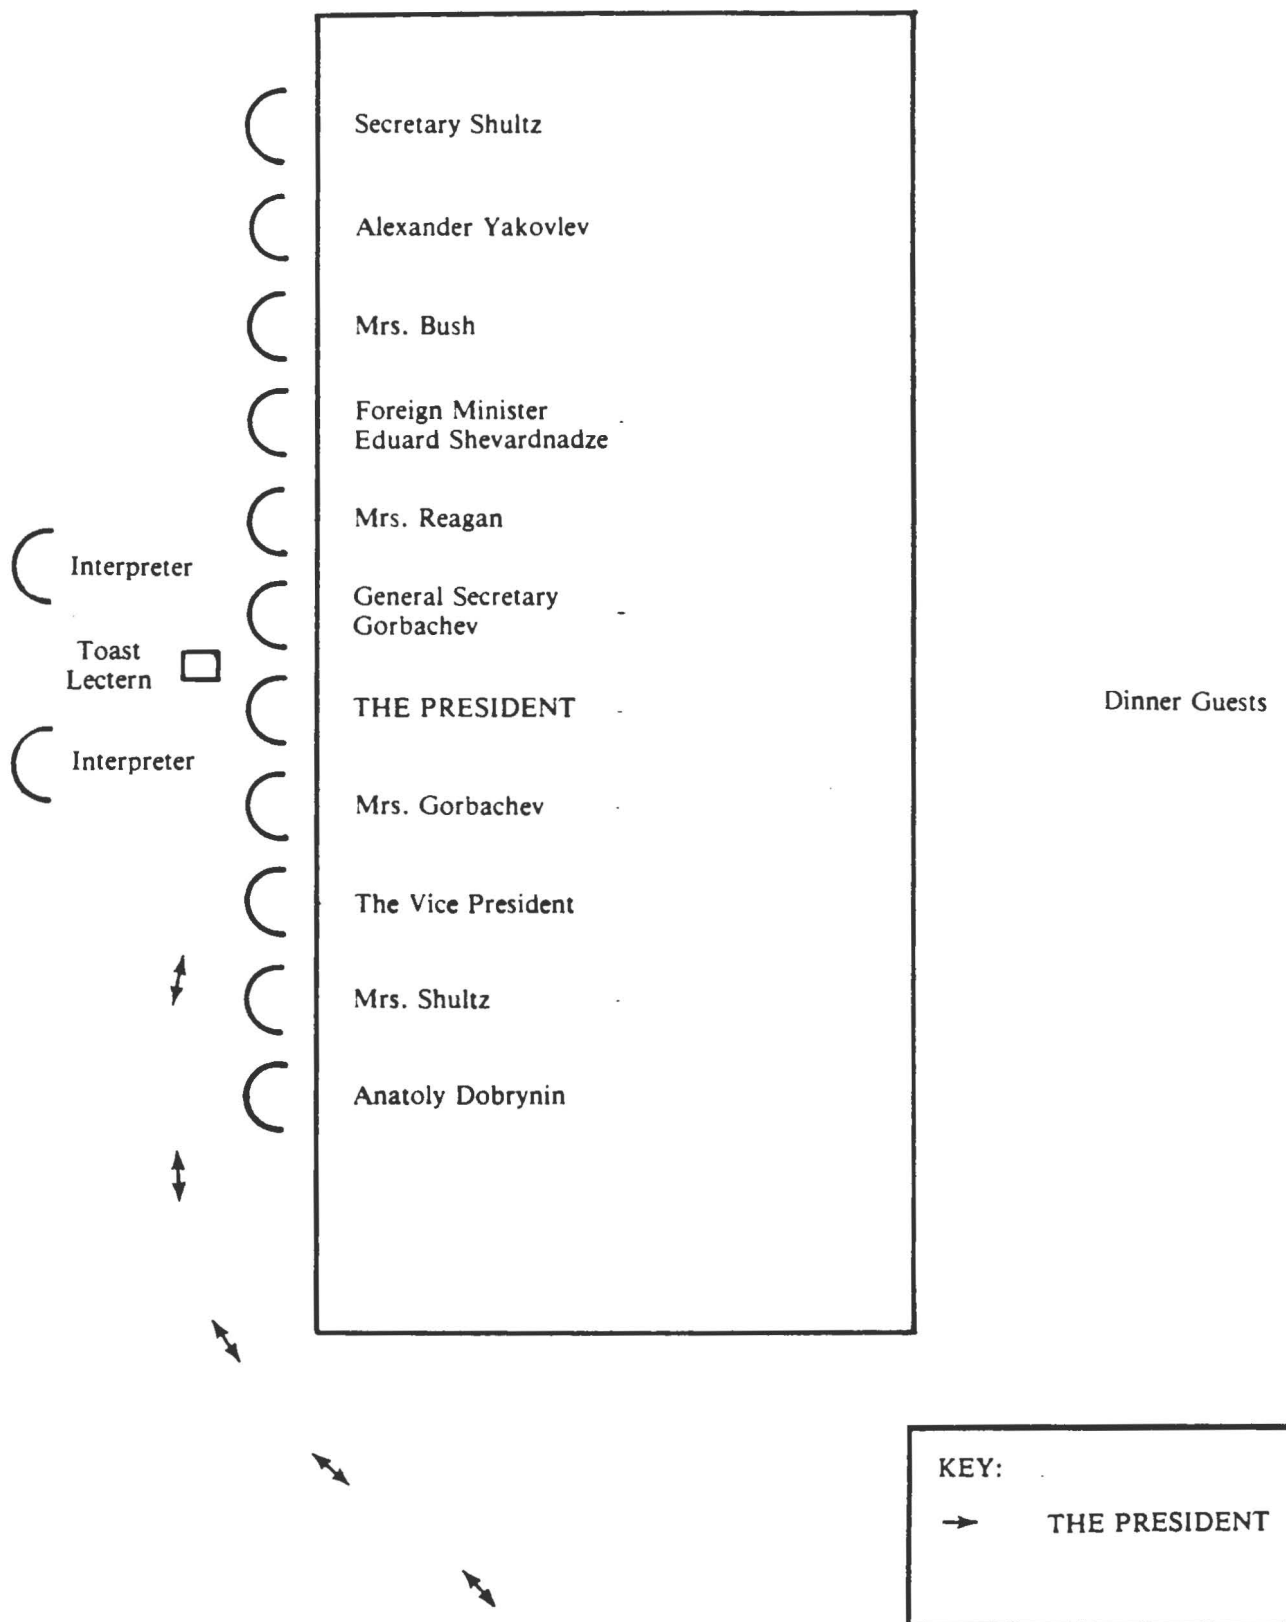 Secretary Shultz
Alexander Yakovlev
Mrs. Bush
Foreign Minister
Eduard Shevardnadze
Mrs. Reagan
Interpreter
General Secretary
Gorbachev
Toast
Lectern
THE PRESIDENT
Dinner Guests
Interpreter
Mrs. Gorbachev
The Vice President
Mrs. Shultz
Anatoly Dobrynin
KEY:
THE PRESIDENT